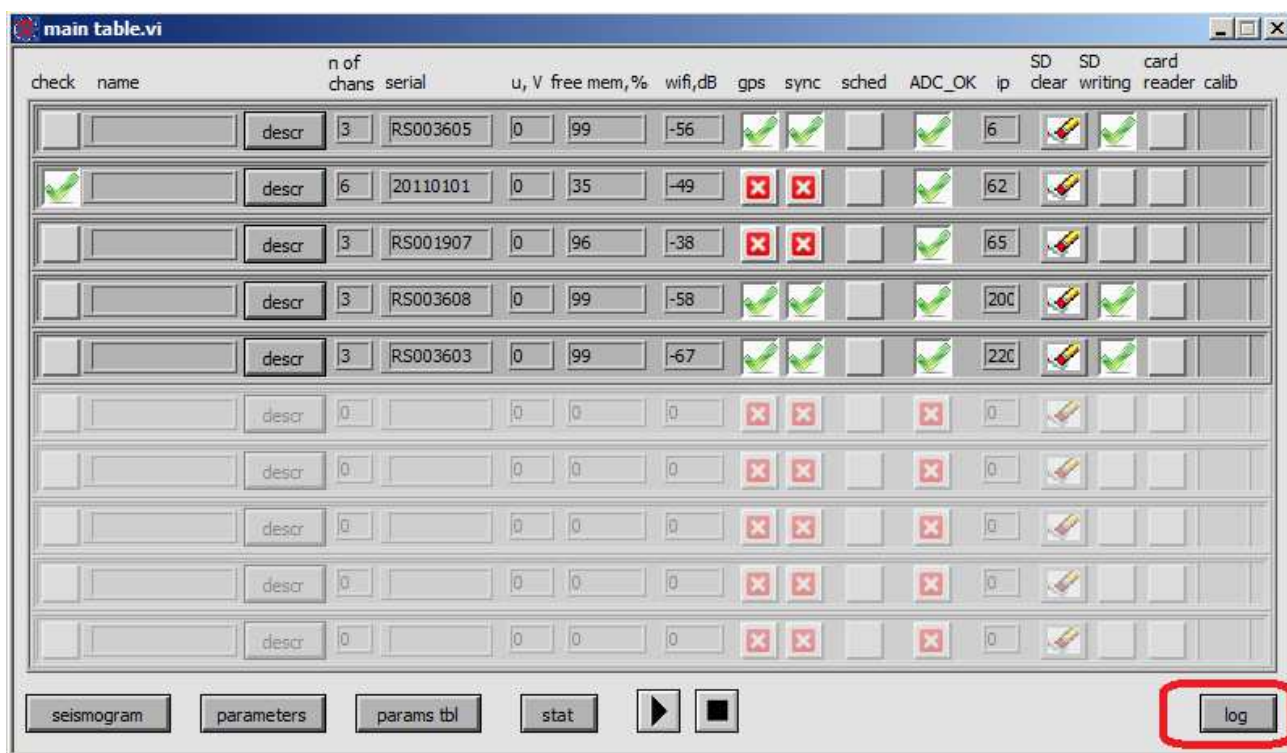 main table.vi
check name n of chans serial u, V free mem, % wifi,dB gps sync sched ADC_OK ip SD clear SD writing card reader calib
descr 3 RS003605 0 99 -56 6
descr 6 20110101 0 35 -49 62
descr 3 RS001907 0 96 -38 65
descr 3 RS003608 0 99 -58 200
descr 3 RS003603 0 99 -67 220
descr 0 0 0 0 0
descr 0 0 0 0 0
descr 0 0 0 0 0
descr 0 0 0 0 0
descr 0 0 0 0 0
seismogram parameters params tbl stat log